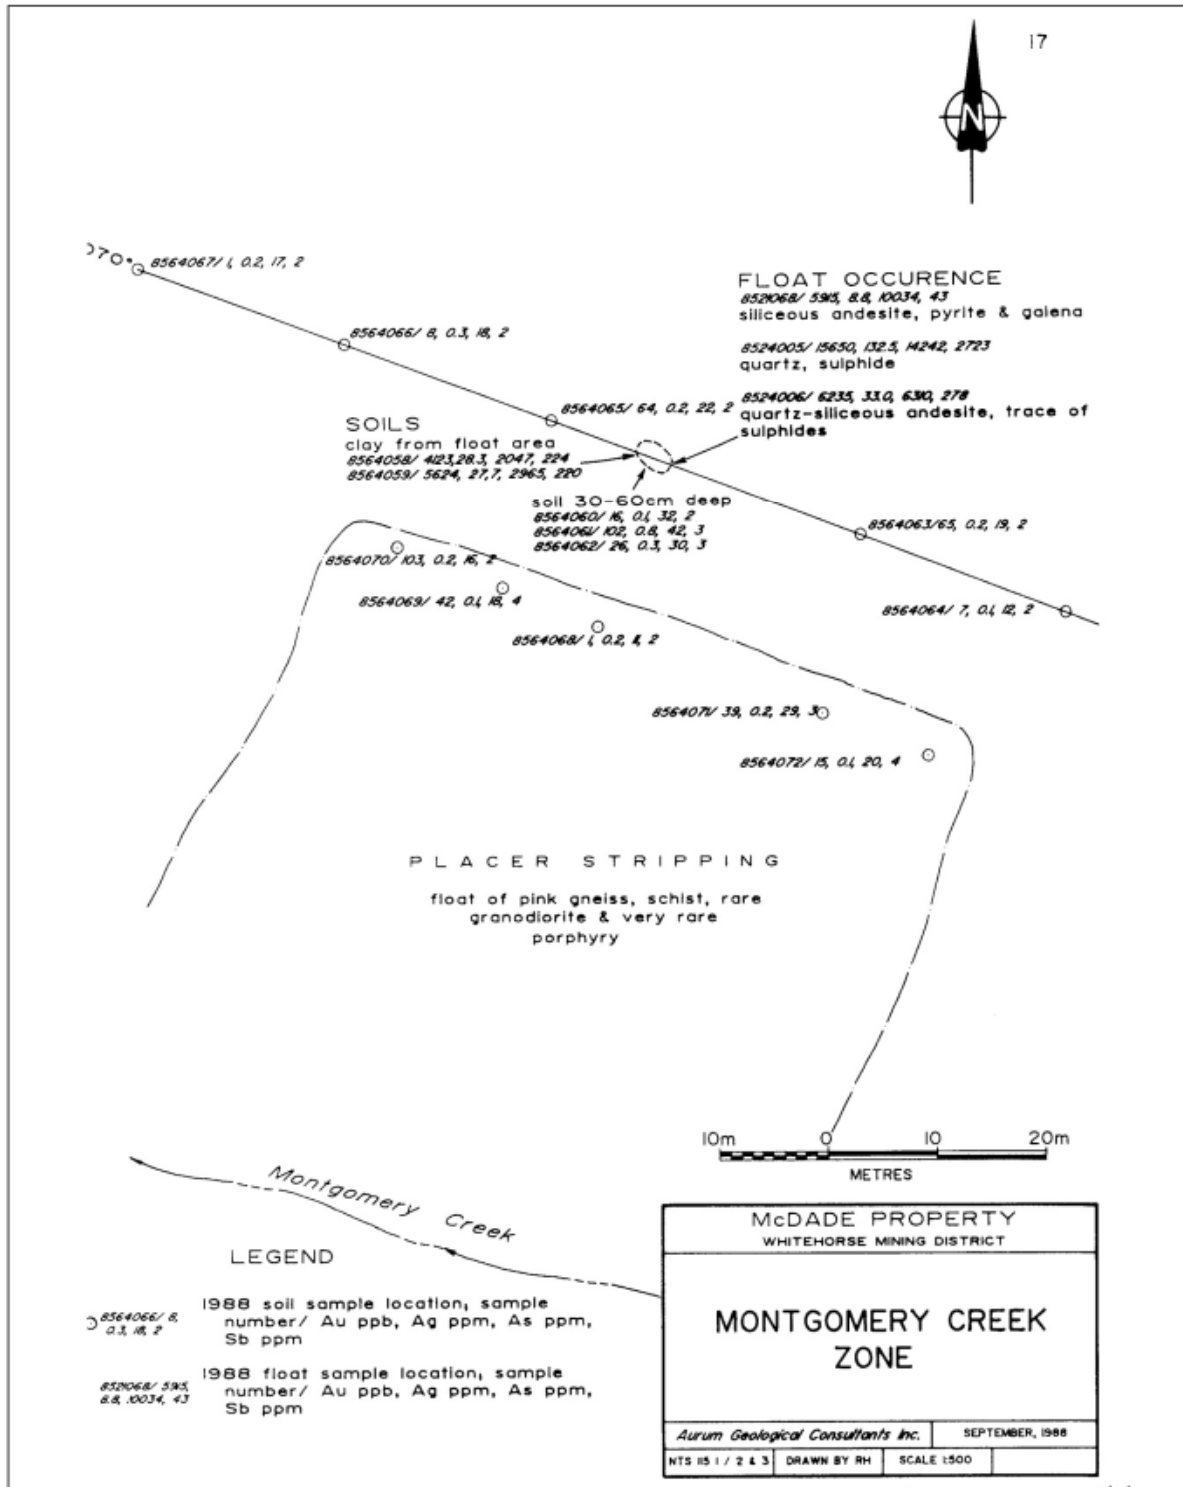 17
N
8564067/ 1, 0.2, 17, 2
8564066/ 8, 0.3, 18, 2
FLOAT OCCURENCE
8521068/ 5915, 8.8, 10034, 43
siliceous andesite, pyrite & galena
8524005/ 15650, 132.5, 14242, 2723
quartz, sulphide
8524006/ 6235, 33.0, 6310, 278
quartz-siliceous andesite, trace of
sulphides
8564065/ 64, 0.2, 22, 2
SOILS
clay from float area
8564058/ 4123, 28.3, 2047, 224
8564059/ 5624, 27.7, 2965, 220
soil 30-60cm deep
8564060/ 16, 0.1, 32, 2
8564061/ 102, 0.8, 42, 3
8564062/ 26, 0.3, 30, 3
8564063/65, 0.2, 19, 2
8564070/ 103, 0.2, 16, 2
8564069/ 42, 0.1, 18, 4
8564064/ 7, 0.1, 12, 2
8564068/ 1, 0.2, 11, 2
8564071/ 39, 0.2, 29, 3
8564072/ 15, 0.1, 20, 4
PLACER STRIPPING
float of pink gneiss, schist, rare
granodiorite & very rare
porphyry
10m 0 10 20m
METRES
Montgomery Creek
LEGEND
8564066/ 8,
0.3, 18, 2
1988 soil sample location, sample
number/ Au ppb, Ag ppm, As ppm,
Sb ppm
8521068/ 5915,
8.8, 10034, 43
1988 float sample location, sample
number/ Au ppb, Ag ppm, As ppm,
Sb ppm
McDADE PROPERTY
WHITEHORSE MINING DISTRICT
MONTGOMERY CREEK
ZONE
Aurum Geological Consultants Inc.
SEPTEMBER, 1988
NTS 115 I / 2 & 3
DRAWN BY RH
SCALE 1:500